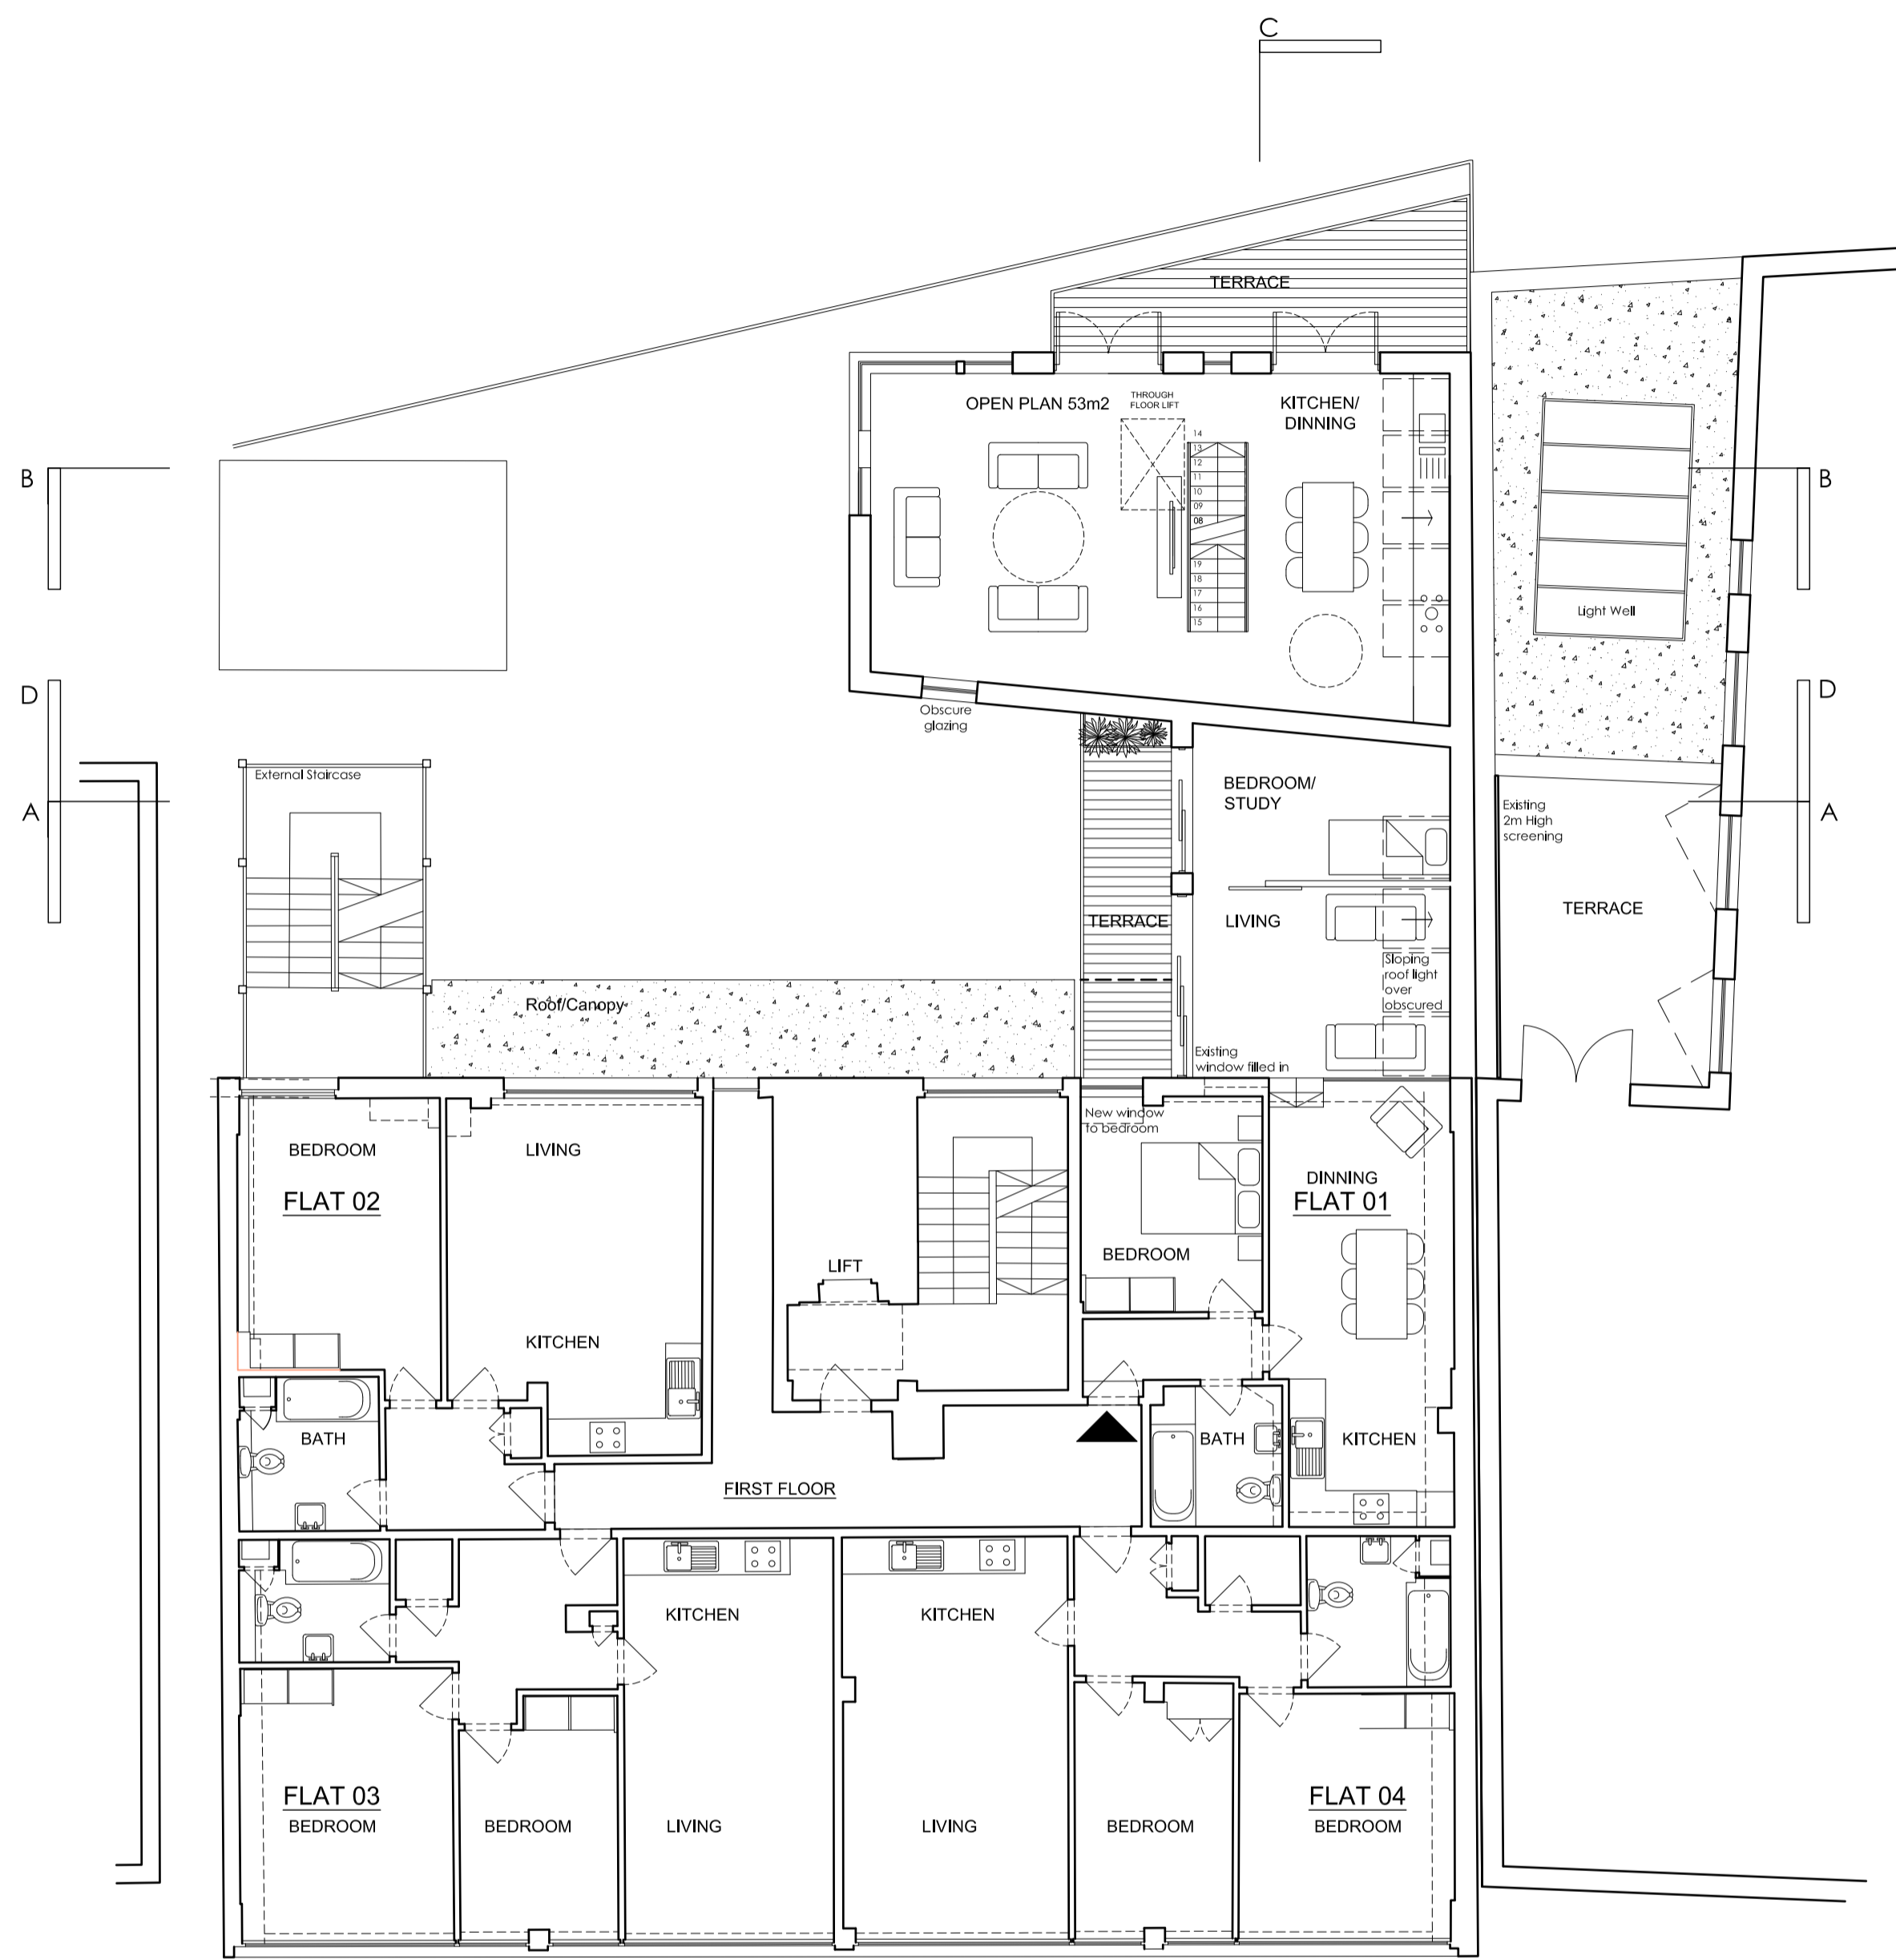 C
TERRACE
OPEN PLAN 53m2
THROUGH
FLOOR LIFT
KITCHEN/
DINNING
14
13
12
11
10
09
08
19
18
17
16
15
B
B
Light Well
D
D
Obscure
glazing
External Staircase
BEDROOM/
STUDY
A
A
Existing
2m High
screening
TERRACE
LIVING
TERRACE
Sloping
roof light
over
obscured
Roof/Canopy
Existing
window filled in
New window
to bedroom
BEDROOM
LIVING
DINNING
FLAT 02
FLAT 01
BEDROOM
LIFT
KITCHEN
BATH
BATH
KITCHEN
FIRST FLOOR
KITCHEN
KITCHEN
FLAT 03
FLAT 04
BEDROOM
BEDROOM
LIVING
LIVING
BEDROOM
BEDROOM